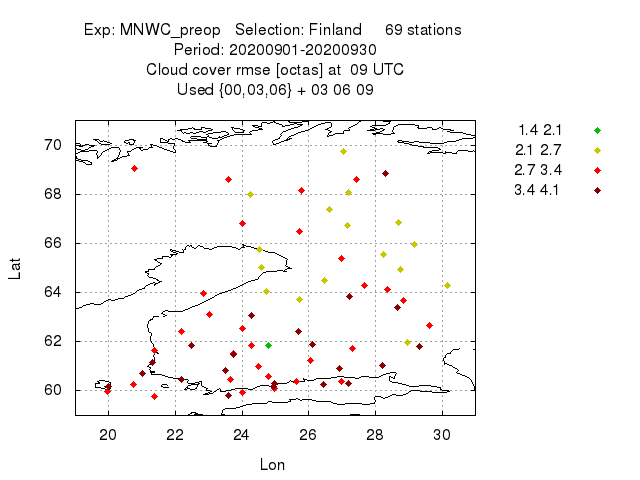 Exp: MNWC_preop   Selection: Finland     69 stations
Period: 20200901-20200930
Cloud cover rmse [octas] at  09 UTC
Used {00,03,06} + 03 06 09
1.4 2.1
2.1 2.7
2.7 3.4
3.4 4.1
70
68
66
64
62
60
Lat
20 22 24 26 28 30
Lon